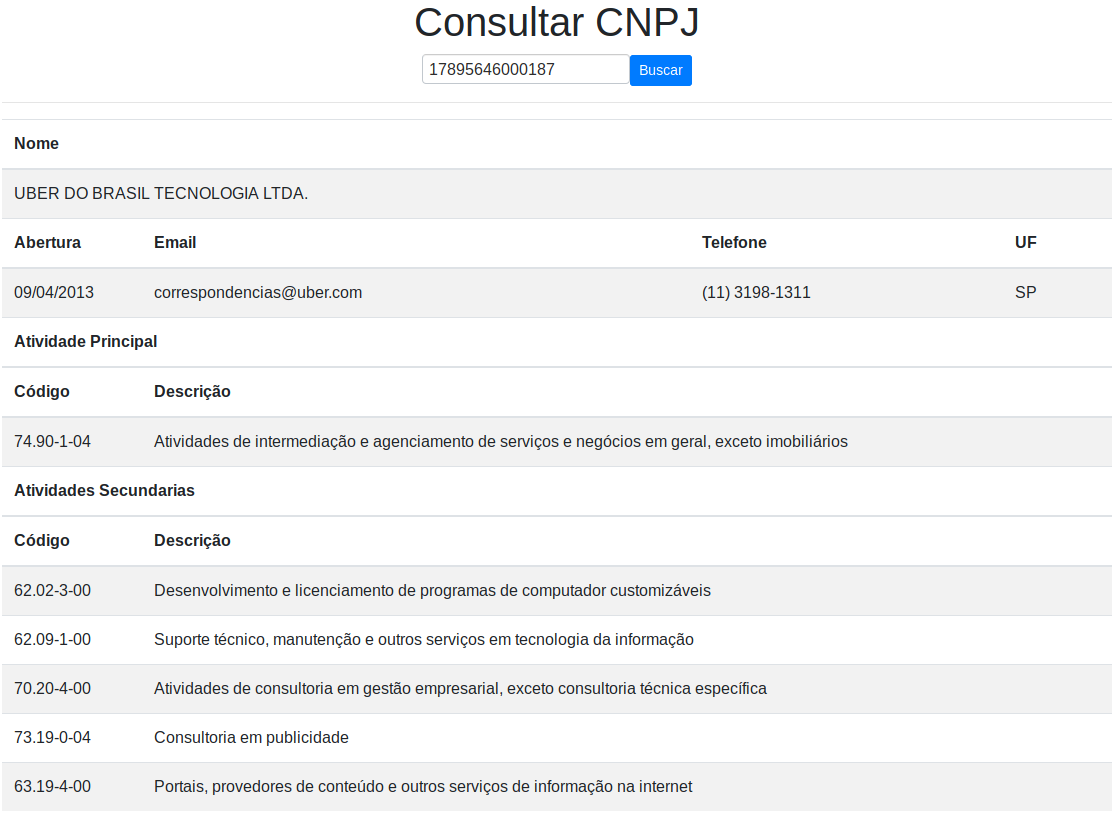 Consultar CNPJ
17895646000187 Buscar
Nome
UBER DO BRASIL TECNOLOGIA LTDA.
Abertura Email Telefone UF
09/04/2013 correspondencias@uber.com (11) 3198-1311 SP
Atividade Principal
Código Descrição
74.90-1-04 Atividades de intermediação e agenciamento de serviços e negócios em geral, exceto imobiliários
Atividades Secundarias
Código Descrição
62.02-3-00 Desenvolvimento e licenciamento de programas de computador customizáveis
62.09-1-00 Suporte técnico, manutenção e outros serviços em tecnologia da informação
70.20-4-00 Atividades de consultoria em gestão empresarial, exceto consultoria técnica específica
73.19-0-04 Consultoria em publicidade
63.19-4-00 Portais, provedores de conteúdo e outros serviços de informação na internet